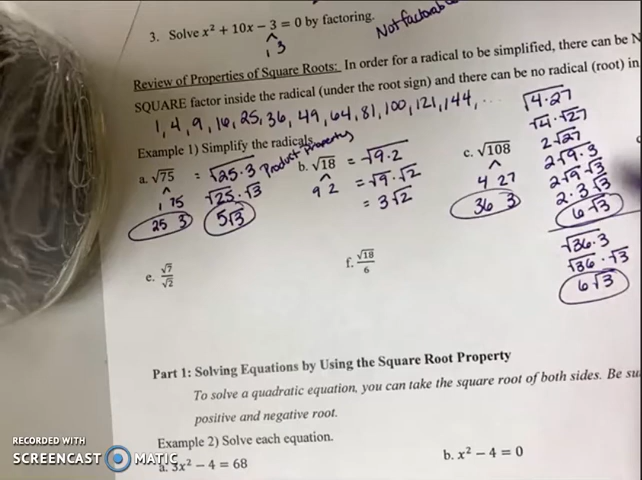 3. Solve x² + 10x − 3 = 0 by factoring.
Not factorable
1 3
Review of Properties of Square Roots: In order for a radical to be simplified, there can be N
SQUARE factor inside the radical (under the root sign) and there can be no radical (root) in
1, 4, 9, 16, 25, 36, 49, 64, 81, 100, 121, 144, ...
Example 1) Simplify the radicals.
Product Property
a. √75 = √25·3
√25 · √3
5√3
1 75
25 3
b. √18 = √9·2
= √9 · √2
= 3√2
9 2
c. √108
4 27
36 3
√4·27
√4 · √27
2√27
2√9·3
2√9·√3
2·3√3
6√3
√36·3
√36 · √3
6√3
e. √7/√2
f. √18/6
Part 1: Solving Equations by Using the Square Root Property
To solve a quadratic equation, you can take the square root of both sides. Be su
positive and negative root.
Example 2) Solve each equation.
a. 3x² − 4 = 68
b. x² − 4 = 0
RECORDED WITH
SCREENCAST MATIC